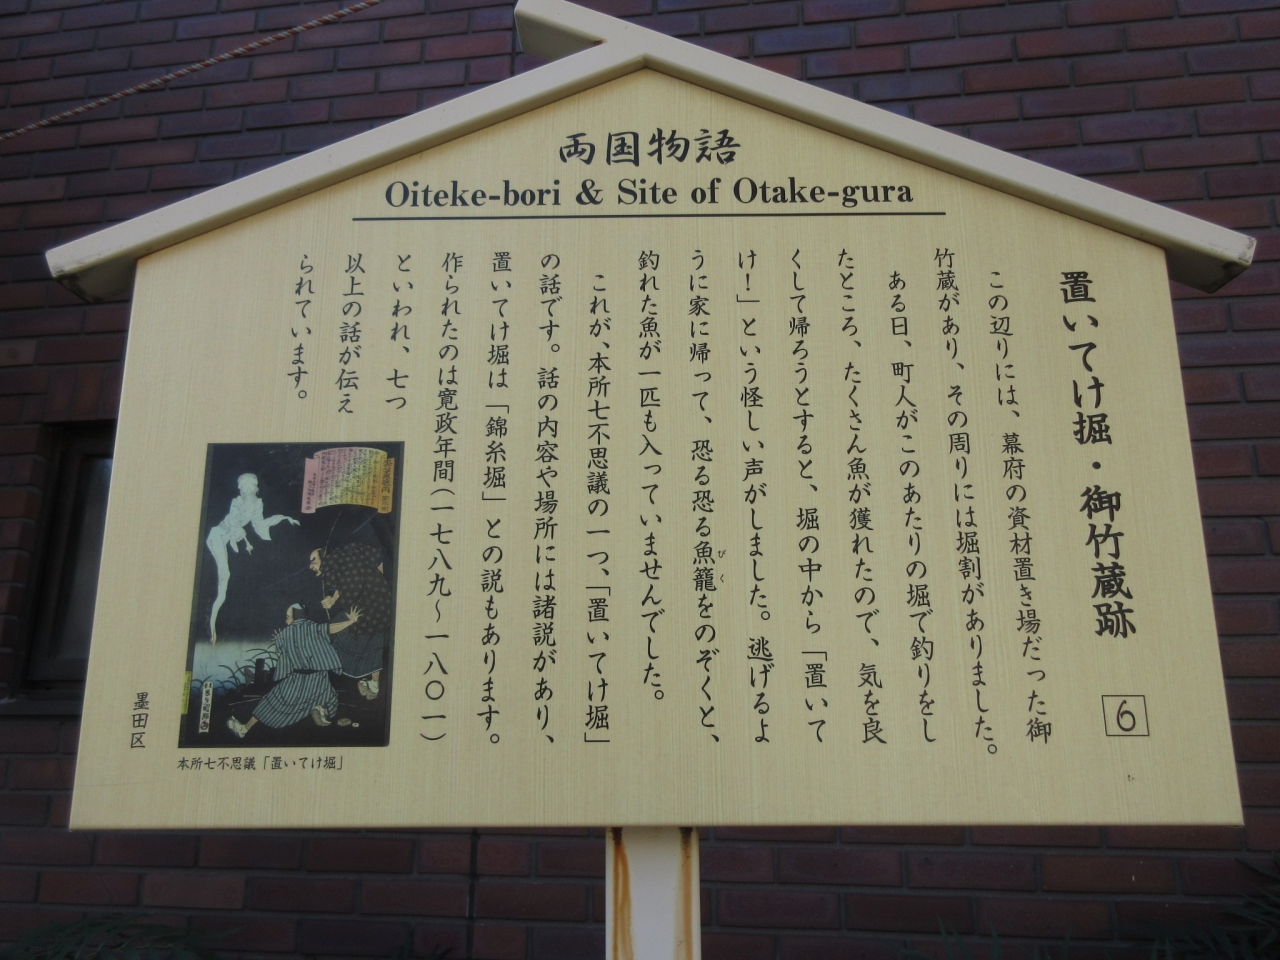 両国物語
Oiteke-bori & Site of Otake-gura
置いてけ掘・御竹蔵跡
6
この辺りには、幕府の資材置き場だった御
竹蔵があり、その周りには堀割がありました。
ある日、町人がこのあたりの堀で釣りをし
たところ、たくさん魚が獲れたので、気を良
くして帰ろうとすると、堀の中から「置いて
け！」という怪しい声がしました。逃げるよ
うに家に帰って、恐る恐る魚籠をのぞくと、
びく
釣れた魚が一匹も入っていませんでした。
これが、本所七不思議の一つ、「置いてけ堀」
の話です。話の内容や場所には諸説があり、
置いてけ堀は「錦糸堀」との説もあります。
作られたのは寛政年間（一七八九～一八〇一）
といわれ、七つ
以上の話が伝え
られています。
本所七不思議「置いてけ堀」
墨田区